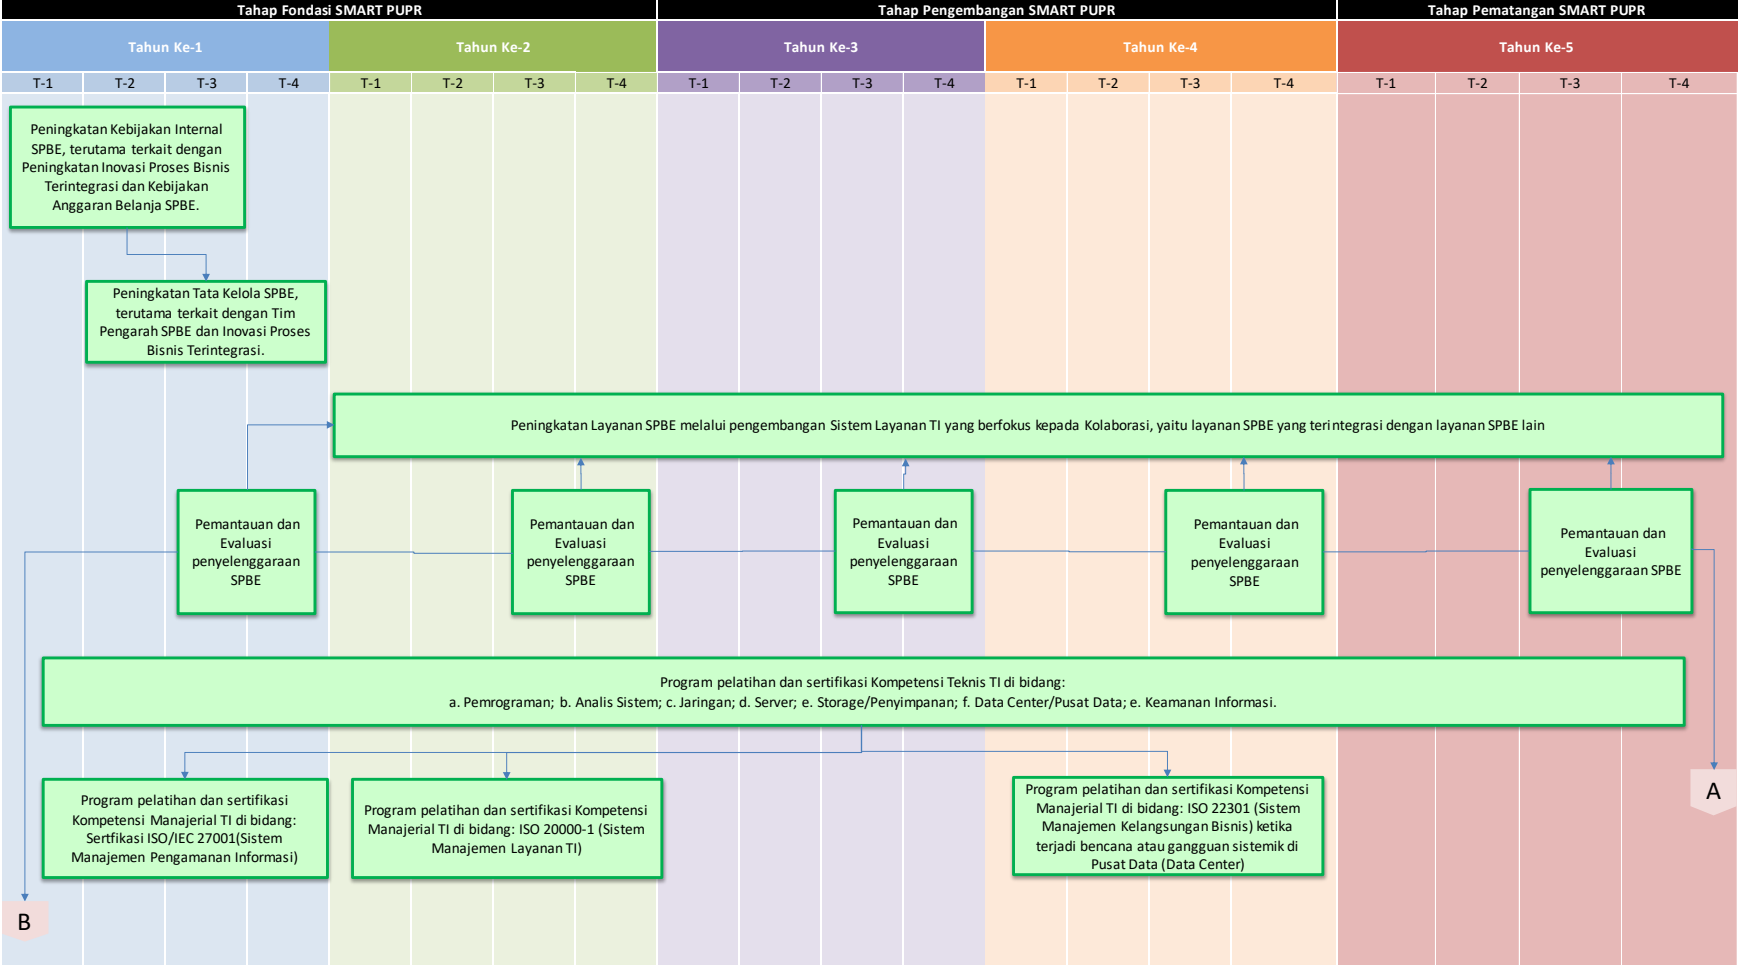 Tahap Fondasi SMART PUPR
Tahap Pengembangan SMART PUPR
Tahap Pematangan SMART PUPR
Tahun Ke-1
Tahun Ke-2
Tahun Ke-3
Tahun Ke-4
Tahun Ke-5
T-1 T-2 T-3 T-4 T-1 T-2 T-3 T-4 T-1 T-2 T-3 T-4 T-1 T-2 T-3 T-4 T-1 T-2 T-3 T-4
Peningkatan Kebijakan Internal
SPBE, terutama terkait dengan
Peningkatan Inovasi Proses Bisnis
Terintegrasi dan Kebijakan
Anggaran Belanja SPBE.
Peningkatan Tata Kelola SPBE,
terutama terkait dengan Tim
Pengarah SPBE dan Inovasi Proses
Bisnis Terintegrasi.
Peningkatan Layanan SPBE melalui pengembangan Sistem Layanan TI yang berfokus kepada Kolaborasi, yaitu layanan SPBE yang terintegrasi dengan layanan SPBE lain
Pemantauan dan
Evaluasi
penyelenggaraan
SPBE
Pemantauan dan
Evaluasi
penyelenggaraan
SPBE
Pemantauan dan
Evaluasi
penyelenggaraan
SPBE
Pemantauan dan
Evaluasi
penyelenggaraan
SPBE
Pemantauan dan
Evaluasi
penyelenggaraan SPBE
Program pelatihan dan sertifikasi Kompetensi Teknis TI di bidang:
a. Pemrograman; b. Analis Sistem; c. Jaringan; d. Server; e. Storage/Penyimpanan; f. Data Center/Pusat Data; e. Keamanan Informasi.
Program pelatihan dan sertifikasi
Kompetensi Manajerial TI di bidang:
Sertfikasi ISO/IEC 27001(Sistem
Manajemen Pengamanan Informasi)
Program pelatihan dan sertifikasi Kompetensi
Manajerial TI di bidang: ISO 20000-1 (Sistem
Manajemen Layanan TI)
Program pelatihan dan sertifikasi Kompetensi
Manajerial TI di bidang: ISO 22301 (Sistem
Manajemen Kelangsungan Bisnis) ketika
terjadi bencana atau gangguan sistemik di
Pusat Data (Data Center)
A
B